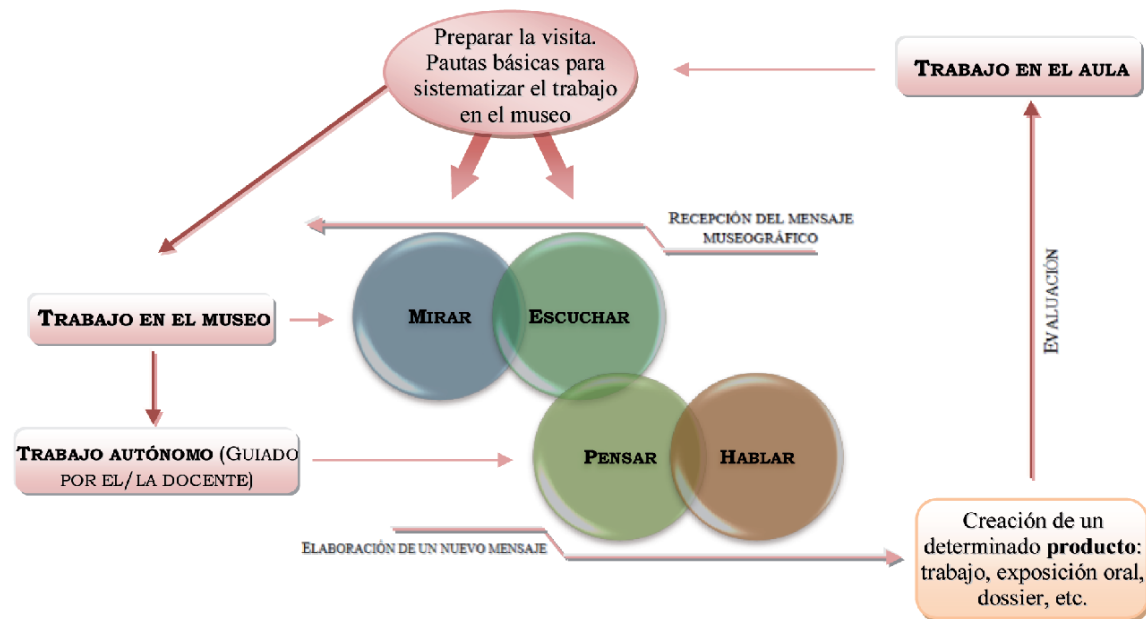 Preparar la visita.
Pautas básicas para
sistematizar el trabajo
en el museo
TRABAJO EN EL AULA
RECEPCIÓN DEL MENSAJE
MUSEOGRÁFICO
TRABAJO EN EL MUSEO
MIRAR
ESCUCHAR
EVALUACIÓN
TRABAJO AUTÓNOMO (GUIADO
POR EL/LA DOCENTE)
PENSAR
HABLAR
ELABORACIÓN DE UN NUEVO MENSAJE
Creación de un
determinado producto:
trabajo, exposición oral,
dossier, etc.